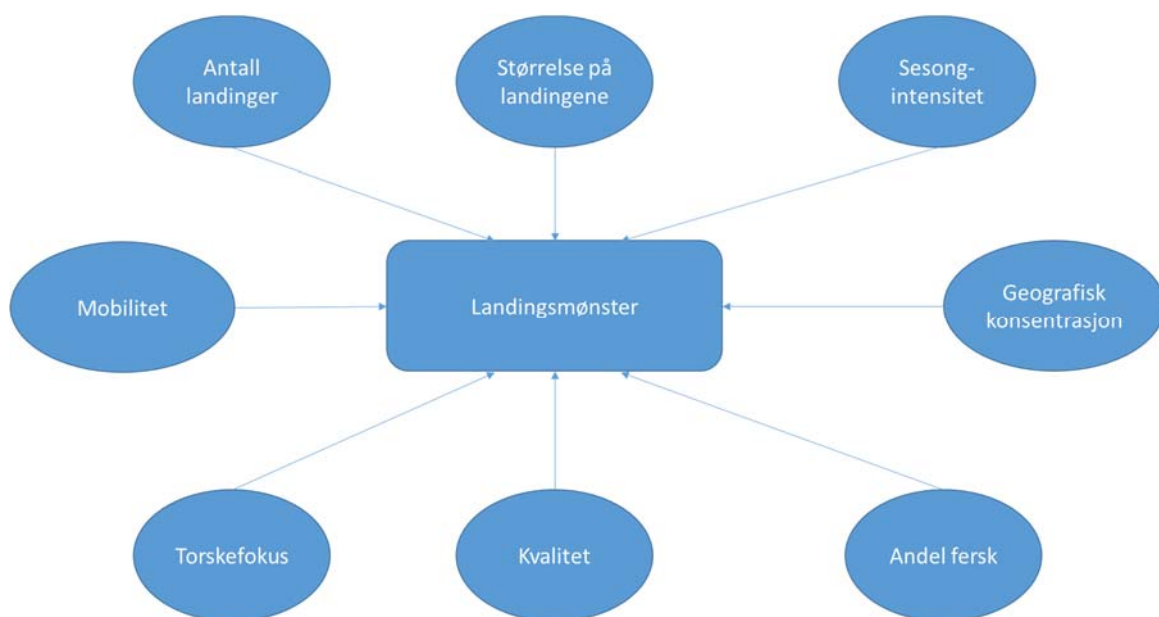 Antall
landinger
Størrelse på
landingene
Sesong-
intensitet
Mobilitet
Landingsmønster
Geografisk
konsentrasjon
Torskefokus
Kvalitet
Andel fersk